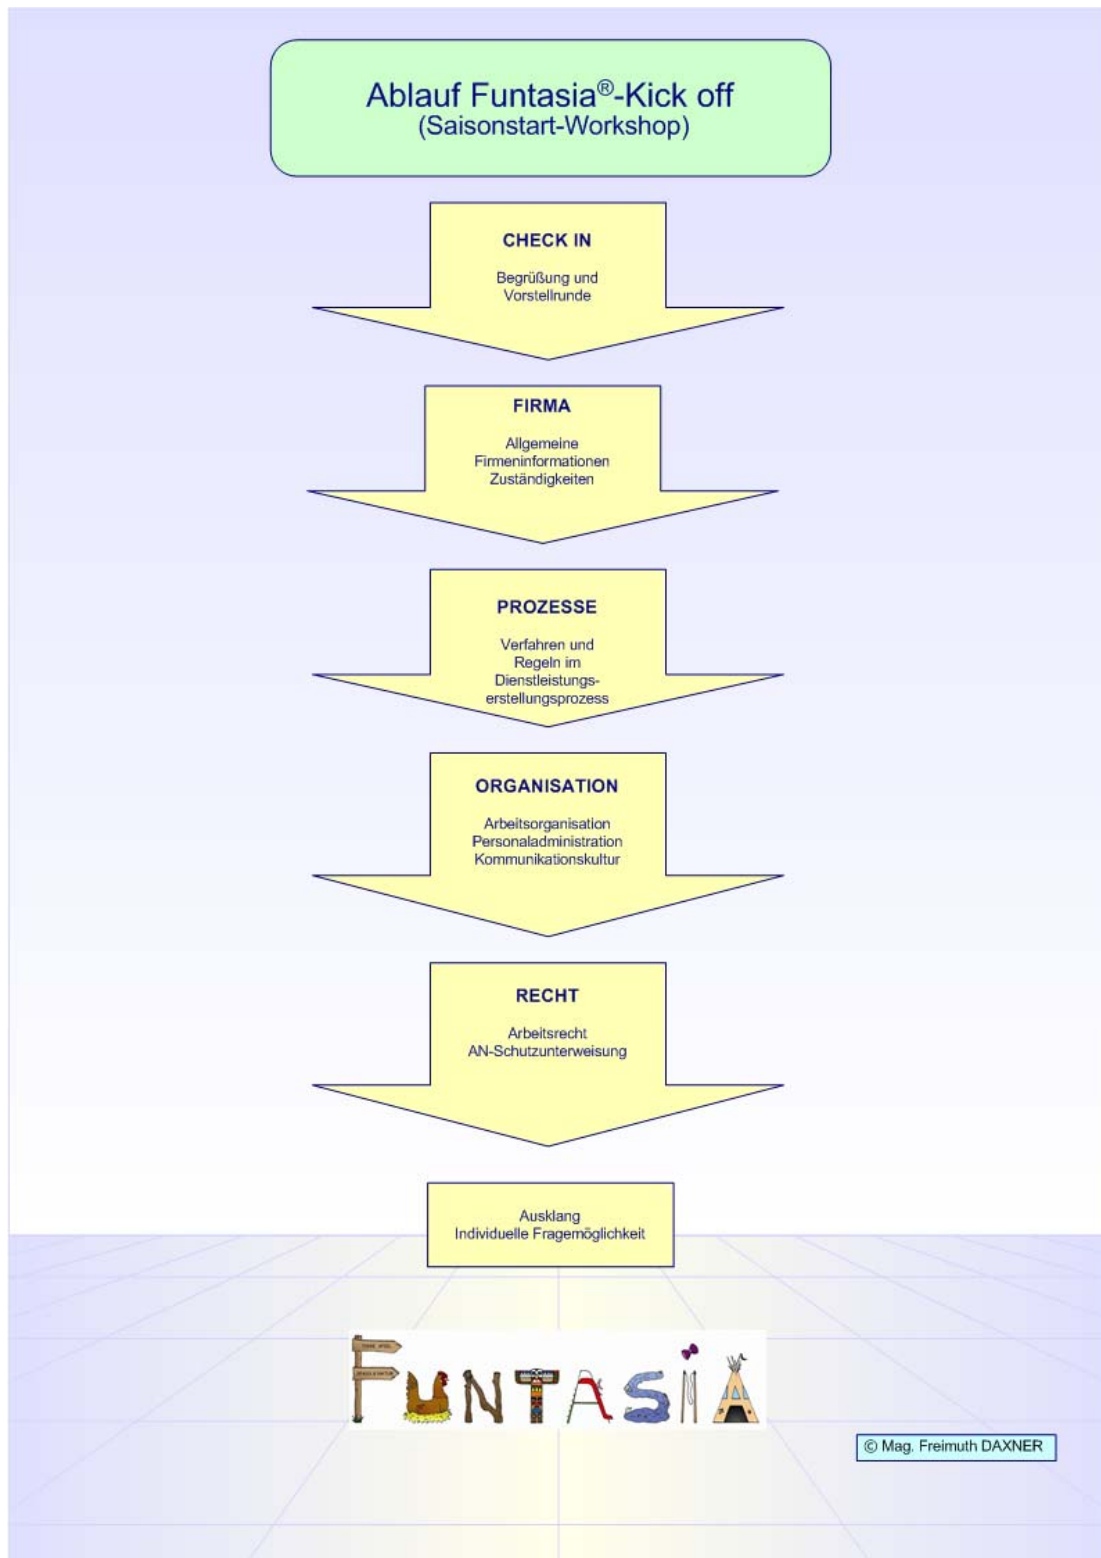 Ablauf Funtasia®-Kick off
(Saisonstart-Workshop)
CHECK IN
Begrüßung und
Vorstellrunde
FIRMA
Allgemeine
Firmeninformationen
Zuständigkeiten
PROZESSE
Verfahren und
Regeln im
Dienstleistungs-
erstellungsprozess
ORGANISATION
Arbeitsorganisation
Personaladministration
Kommunikationskultur
RECHT
Arbeitsrecht
AN-Schutzunterweisung
Ausklang
Individuelle Fragemöglichkeit
FUNTASiA
© Mag. Freimuth DAXNER